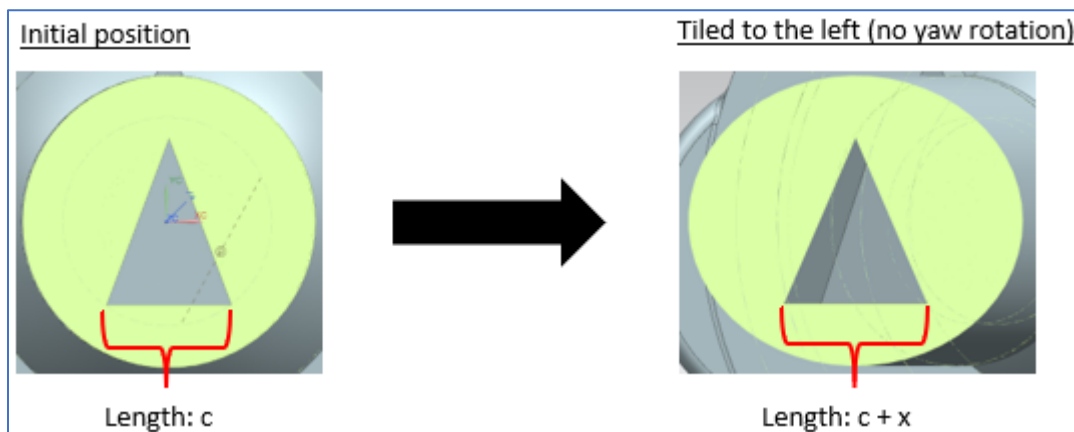 Initial position
Tiled to the left (no yaw rotation)
Length: c
Length: c + x